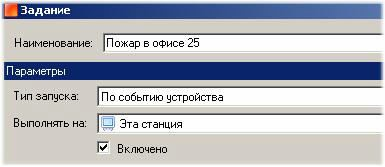 Задание
Наименование: Пожар в офисе 25
Параметры
Тип запуска: По событию устройства
Выполнять на: Эта станция
Включено